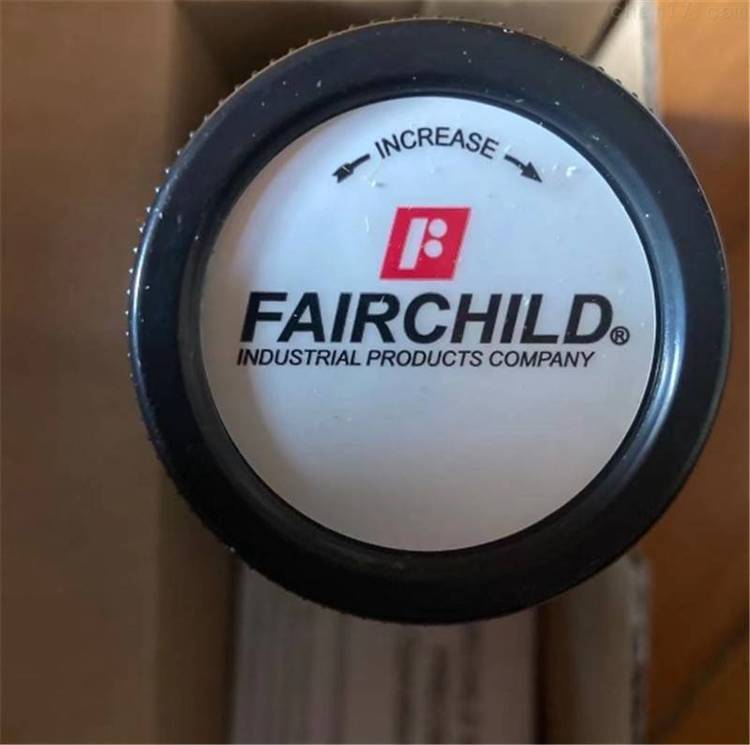 INCREASE
FAIRCHILD®
INDUSTRIAL PRODUCTS COMPANY